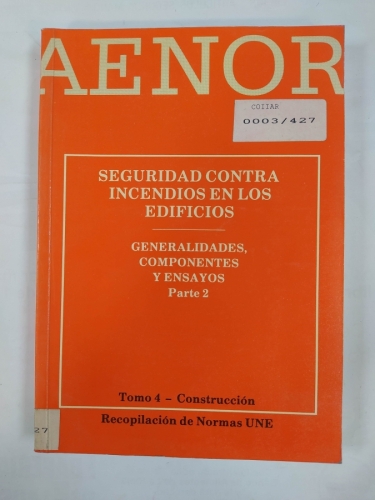 AENOR
COIIAR
0003/427
SEGURIDAD CONTRA
INCENDIOS EN LOS
EDIFICIOS
GENERALIDADES,
COMPONENTES
Y ENSAYOS
Parte 2
Tomo 4 – Construcción
Recopilación de Normas UNE
27